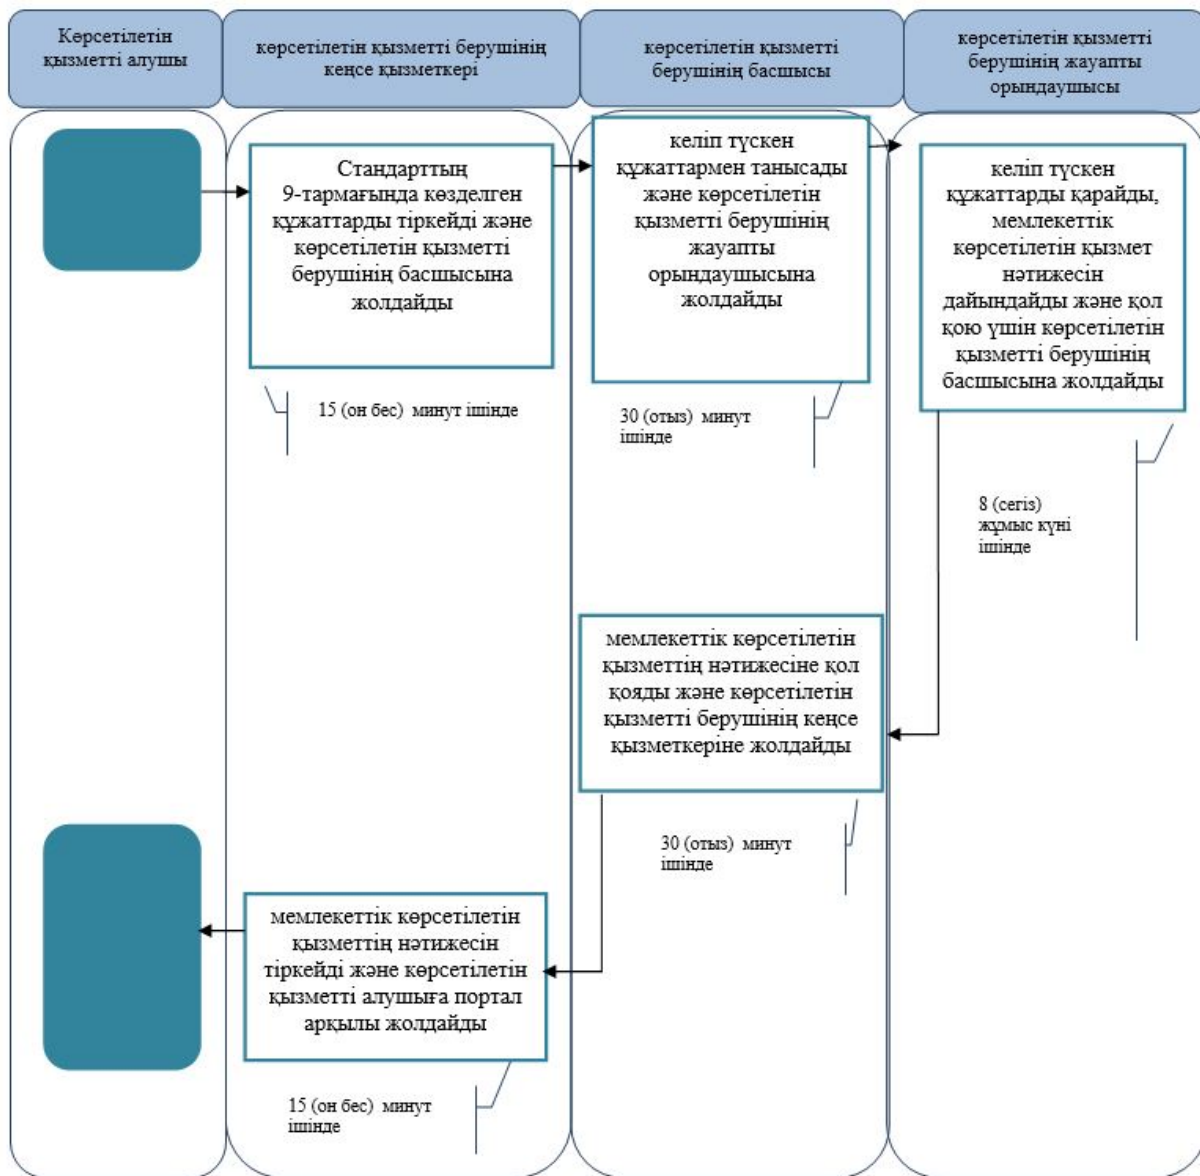 Көрсетілетін
қызметті алушы
көрсетілетін қызметті берушінің
кеңсе қызметкері
көрсетілетін қызметті
берушінің басшысы
көрсетілетін қызметті
берушінің жауапты
орындаушысы
Стандарттың
9-тармағында көзделген
құжаттарды тіркейді және
көрсетілетін қызметті
берушінің басшысына
жолдайды
келіп түскен
құжаттармен танысады
және көрсетілетін
қызметті берушінің
жауапты
орындаушысына
жолдайды
келіп түскен
құжаттарды қарайды,
мемлекеттік
көрсетілетін қызмет
нәтижесін
дайындайды және қол
қою үшін көрсетілетін
қызметті берушінің
басшысына жолдайды
15 (он бес) минут ішінде
30 (отыз) минут
ішінде
8 (сегіз)
жұмыс күні
ішінде
мемлекеттік көрсетілетін
қызметтің нәтижесіне қол
қояды және көрсетілетін
қызметті берушінің кеңсе
қызметкеріне жолдайды
30 (отыз) минут
ішінде
мемлекеттік көрсетілетін
қызметтің нәтижесін
тіркейді және көрсетілетін
қызметті алушыға портал
арқылы жолдайды
15 (он бес) минут
ішінде